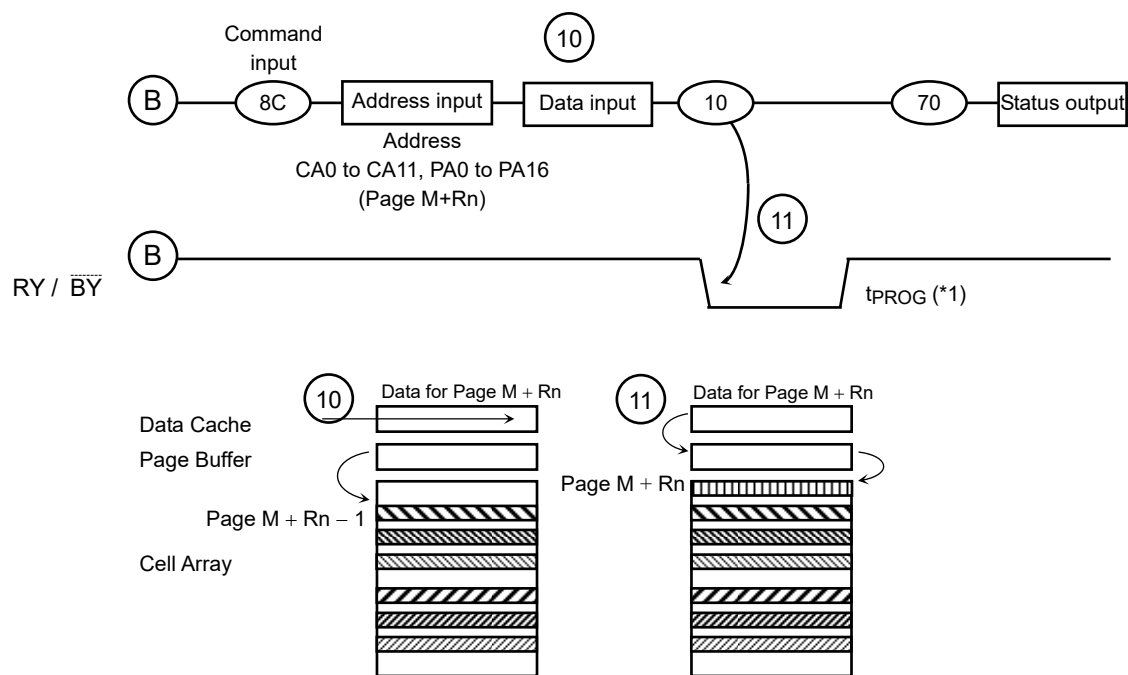 10
Command
input
B 8C Address input Data input 10 70 Status output
Address
CA0 to CA11, PA0 to PA16
(Page M+Rn)
11
B
RY / BY
tPROG (*1)
10 Data for Page M + Rn 11 Data for Page M + Rn
Data Cache
Page Buffer
Page M + Rn
Page M + Rn − 1
Cell Array